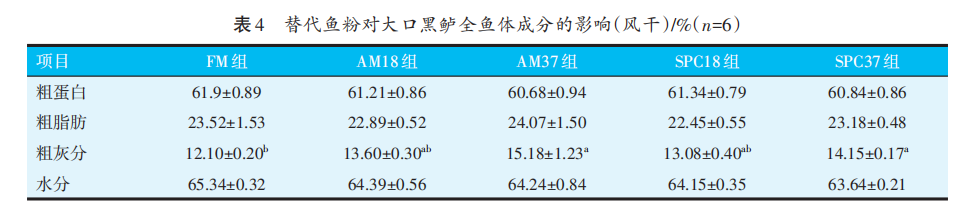 表4 替代鱼粉对大口黑鲈全鱼体成分的影响(风干)/%(n=6)
项目 FM组 AM18组 AM37组 SPC18组 SPC37组
粗蛋白 61.9±0.89 61.21±0.86 60.68±0.94 61.34±0.79 60.84±0.86
粗脂肪 23.52±1.53 22.89±0.52 24.07±1.50 22.45±0.55 23.18±0.48
粗灰分 12.10±0.20ᵇ 13.60±0.30ᵃᵇ 15.18±1.23ᵃ 13.08±0.40ᵃᵇ 14.15±0.17ᵃ
水分 65.34±0.32 64.39±0.56 64.24±0.84 64.15±0.35 63.64±0.21